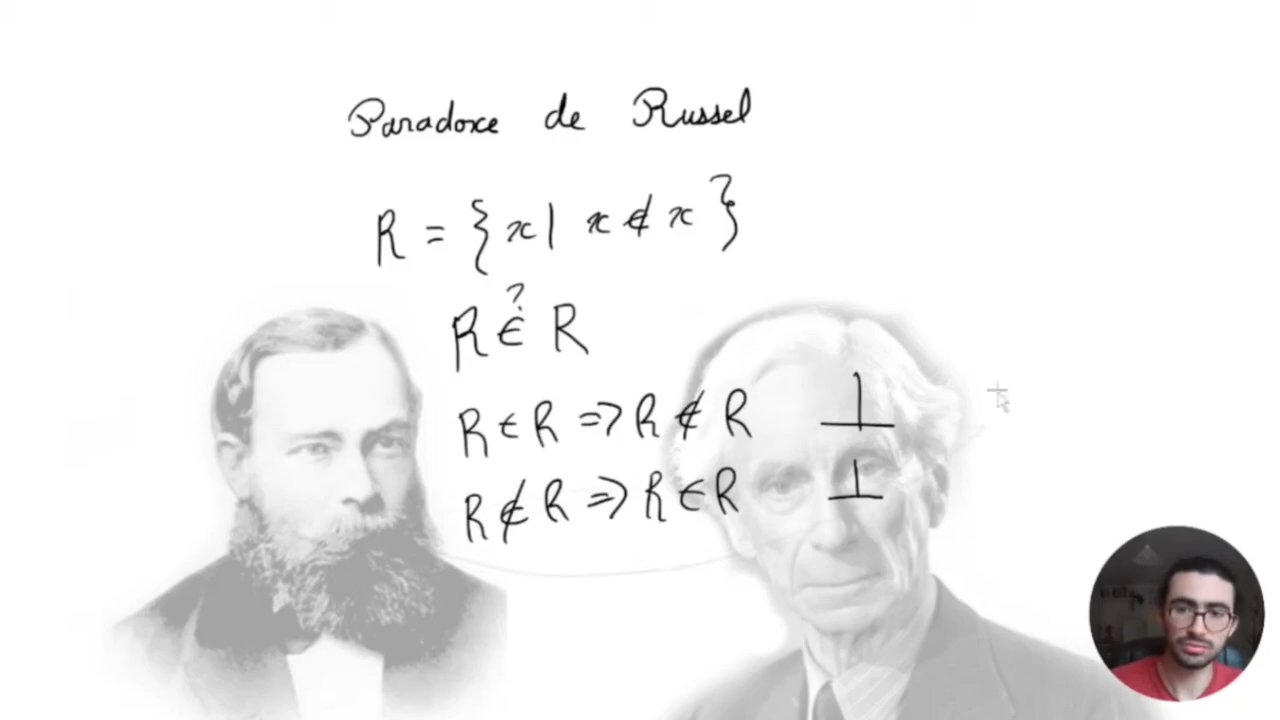 Paradoxe de Russel
R = {x | x ∉ x}
R ∈? R
R ∈ R => R ∉ R ⊥
R ∉ R => R ∈ R ⊥